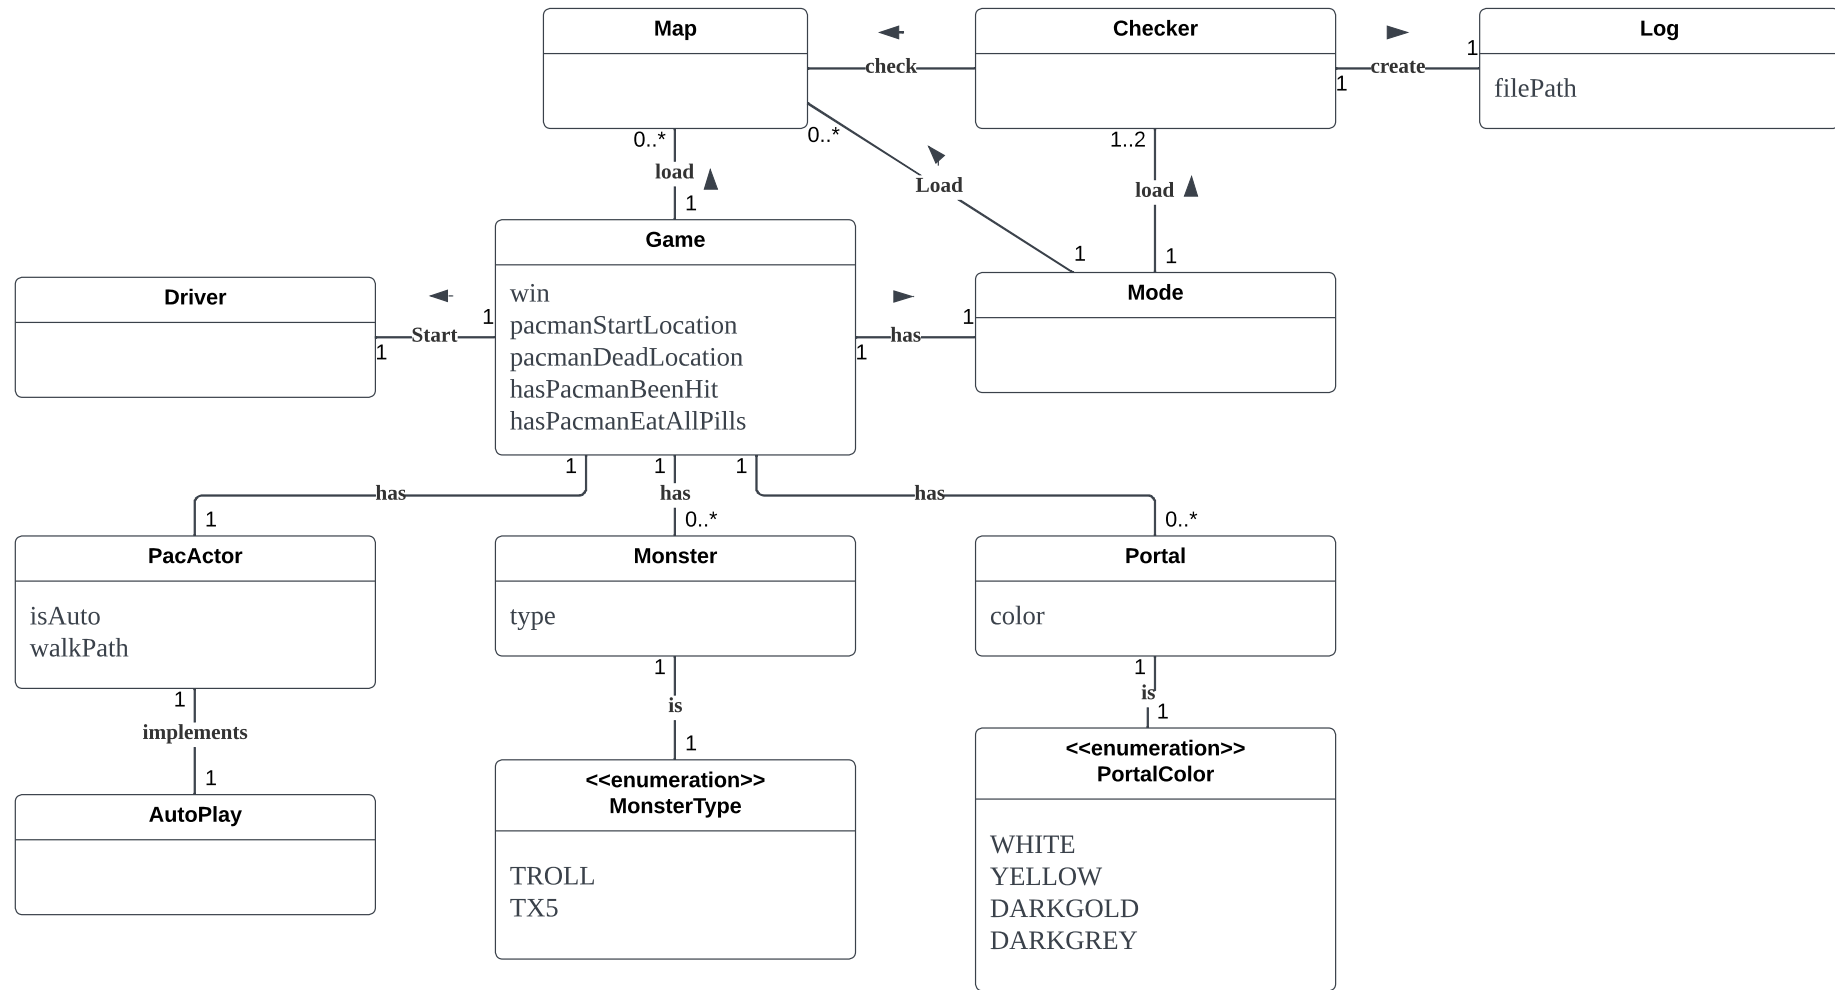 Map
Checker
Log
check
1
create
1
filePath
0..*
0..*
1..2
load
Load
load
1
1
1
Game
Driver
Mode
win
pacmanStartLocation
pacmanDeadLocation
hasPacmanBeenHit
hasPacmanEatAllPills
1
Start
1
1
has
1
1
1
1
has
has
has
1
0..*
0..*
PacActor
Monster
Portal
isAuto
walkPath
type
color
1
1
1
implements
is
is
1
1
1
AutoPlay
<<enumeration>>
MonsterType
<<enumeration>>
PortalColor
TROLL
TX5
WHITE
YELLOW
DARKGOLD
DARKGREY